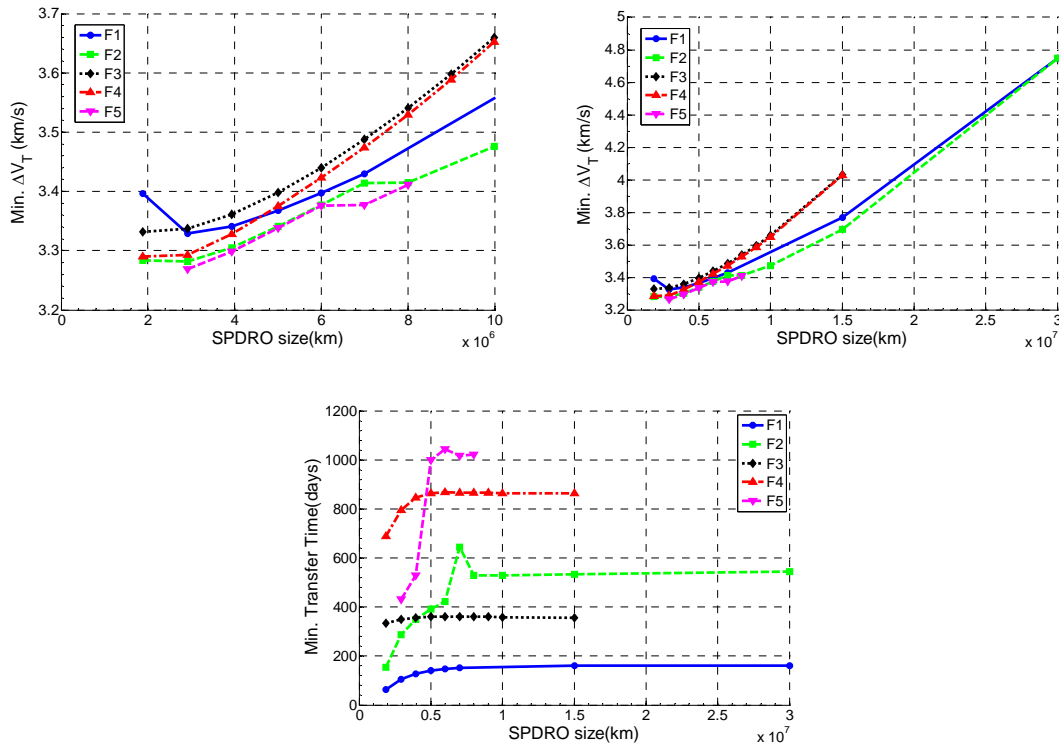 3.7
3.6
3.5
3.4
3.3
3.2
Min. ΔV_T (km/s)
F1
F2
F3
F4
F5
0 2 4 6 8 10
SPDRO size(km)
x 10^6
5
4.8
4.6
4.4
4.2
4
3.8
3.6
3.4
3.2
Min. ΔV_T (km/s)
F1
F2
F3
F4
F5
0 0.5 1 1.5 2 2.5 3
SPDRO size(km)
x 10^7
1200
1000
800
600
400
200
0
Min. Transfer Time(days)
F1
F2
F3
F4
F5
0 0.5 1 1.5 2 2.5 3
SPDRO size(km)
x 10^7